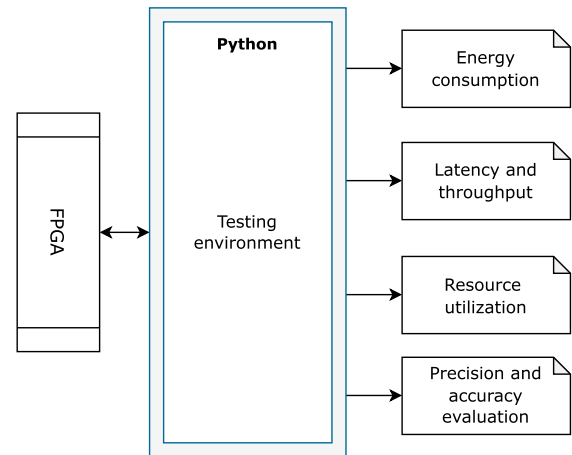 Python
FPGA
Testing
environment
Energy
consumption
Latency and
throughput
Resource
utilization
Precision and
accuracy
evaluation